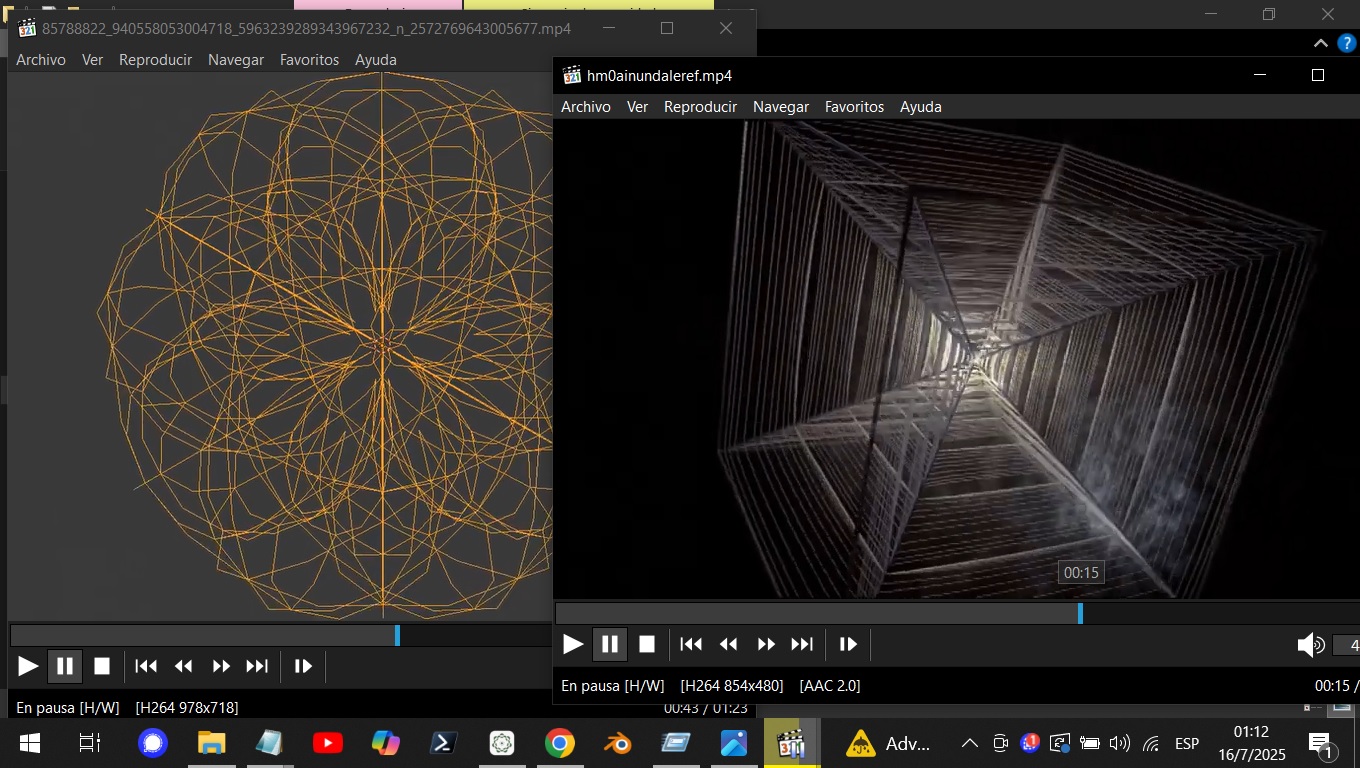 85788822_940558053004718_5963239289343967232_n_2572769643005677.mp4
Archivo Ver Reproducir Navegar Favoritos Ayuda
hm0ainundaleref.mp4
Archivo Ver Reproducir Navegar Favoritos Ayuda
00:15
En pausa [H/W] [H264 854x480] [AAC 2.0]
00:15 /
En pausa [H/W] [H264 978x718]
00:43 / 01:23
Adv...
ESP
01:12
16/7/2025
1